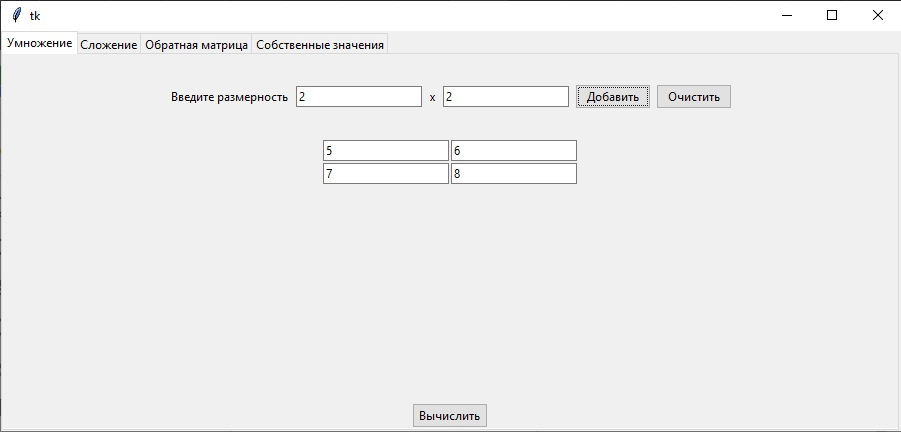 tk
Умножение Сложение Обратная матрица Собственные значения
Введите размерность 2 x 2 Добавить Очистить
5 6
7 8
Вычислить